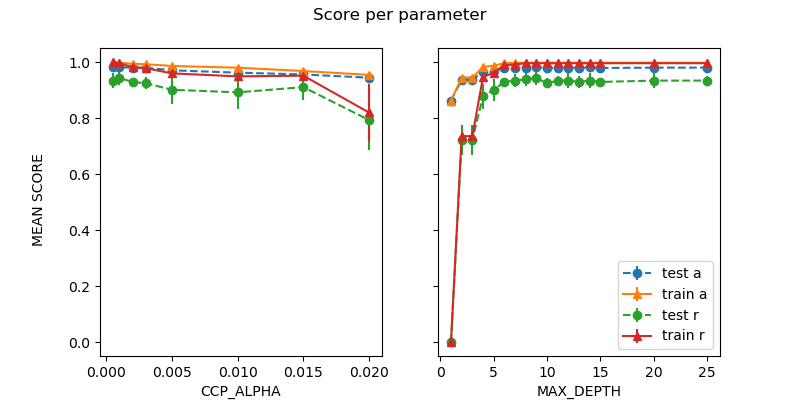 Score per parameter
MEAN SCORE
1.0
0.8
0.6
0.4
0.2
0.0
0.000 0.005 0.010 0.015 0.020
CCP_ALPHA
0 5 10 15 20 25
MAX_DEPTH
test a
train a
test r
train r